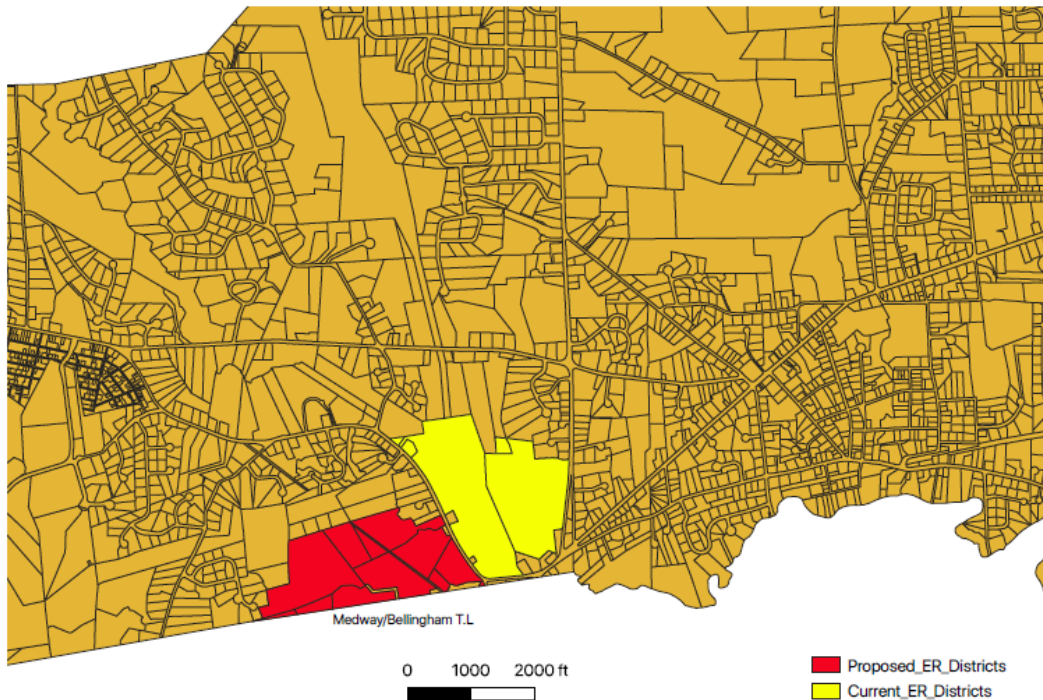 Medway/Bellingham T.L
0 1000 2000 ft
Proposed_ER_Districts
Current_ER_Districts